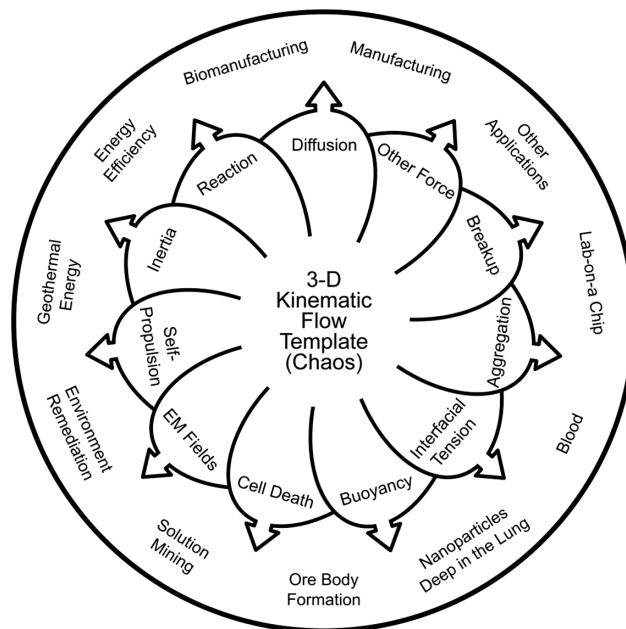 Biomanufacturing
Manufacturing
Other
Applications
Lab-on-a Chip
Blood
Nanoparticles
Deep in the Lung
Ore Body
Formation
Solution
Mining
Environment
Remediation
Geothermal
Energy
Energy
Efficiency
Diffusion
Other Force
Breakup
Aggregation
Interfacial
Tension
Buoyancy
Cell Death
EM Fields
Self-
Propulsion
Inertia
Reaction
3-D
Kinematic
Flow
Template
(Chaos)